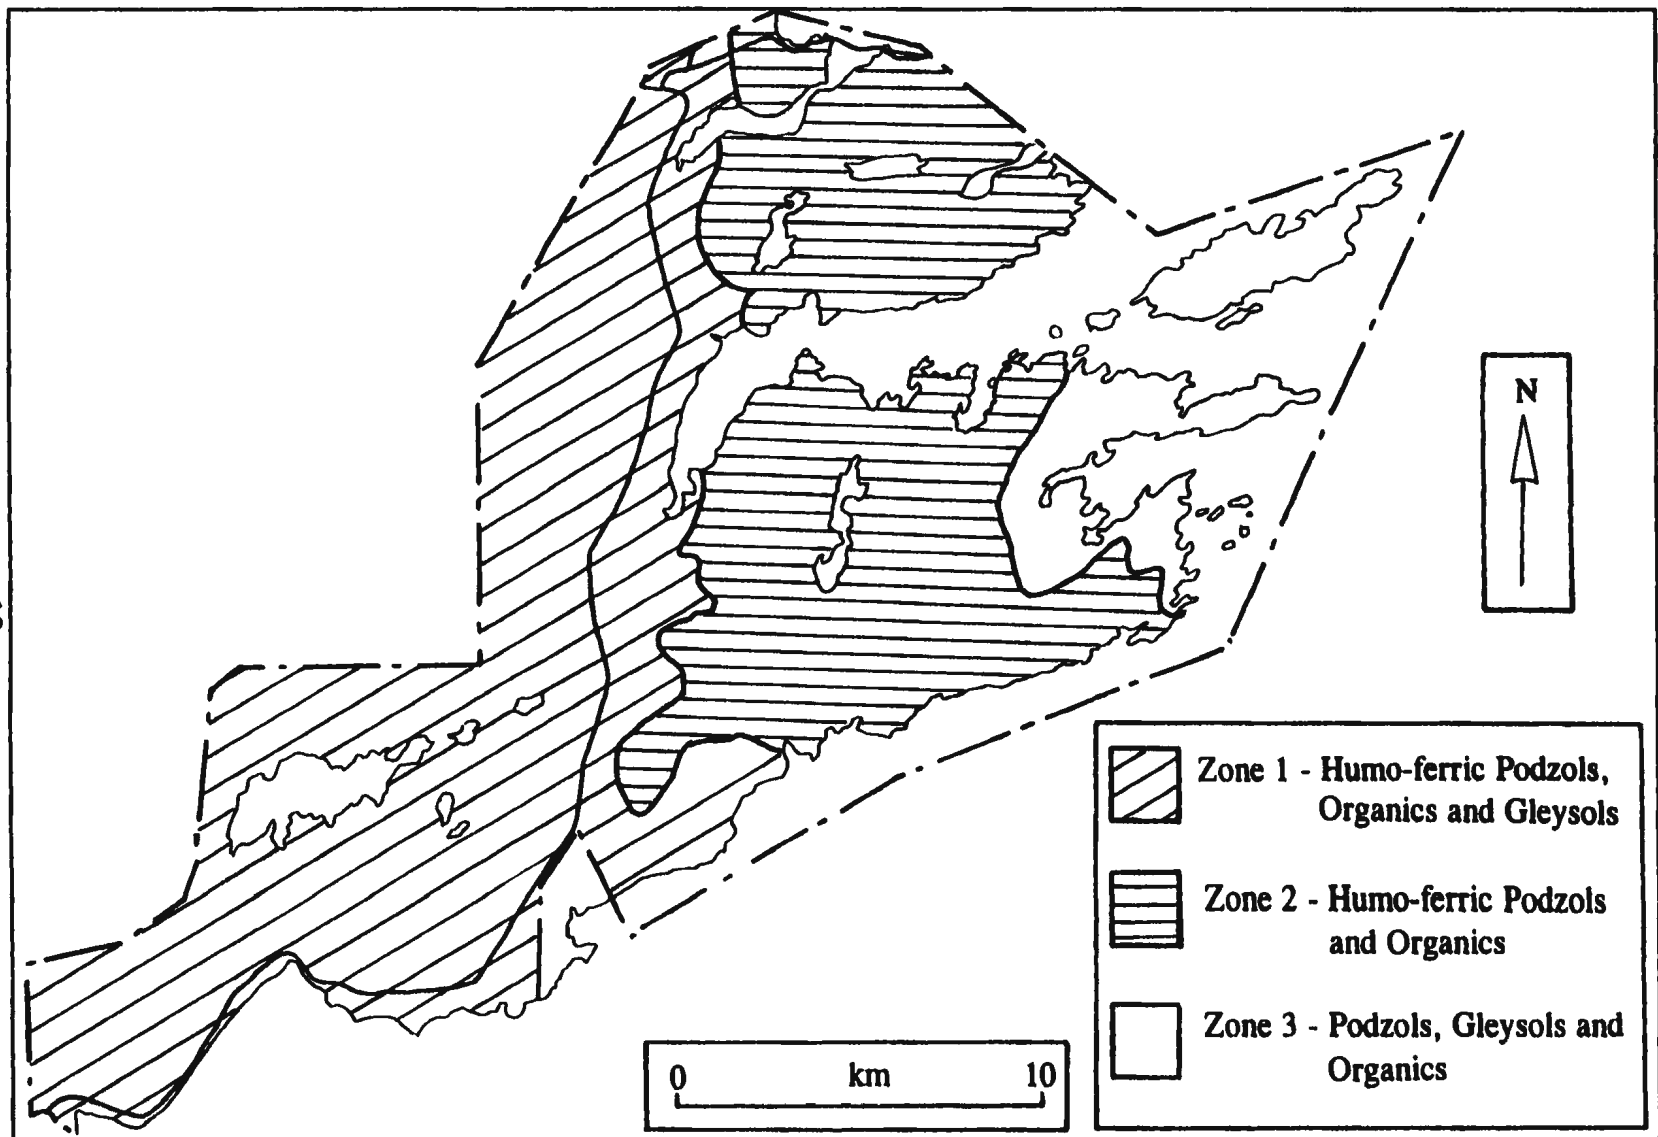 N
Zone 1 - Humo-ferric Podzols,
Organics and Gleysols
Zone 2 - Humo-ferric Podzols
and Organics
Zone 3 - Podzols, Gleysols and
Organics
0 km 10